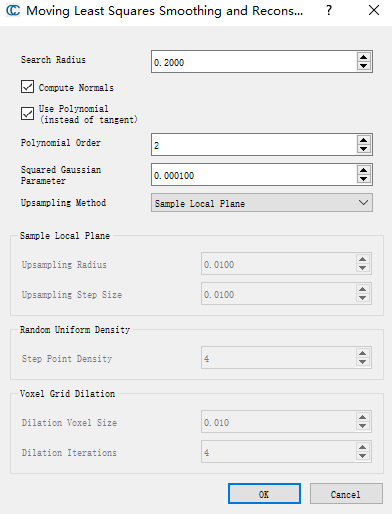 Moving Least Squares Smoothing and Recons... ? ×
Search Radius 0.2000
Compute Normals
Use Polynomial
(instead of tangent)
Polynomial Order 2
Squared Gaussian
Parameter 0.000100
Upsampling Method Sample Local Plane
Sample Local Plane
Upsampling Radius 0.0100
Upsampling Step Size 0.0100
Random Uniform Density
Step Point Density 4
Voxel Grid Dilation
Dilation Voxel Size 0.010
Dilation Iterations 4
OK Cancel